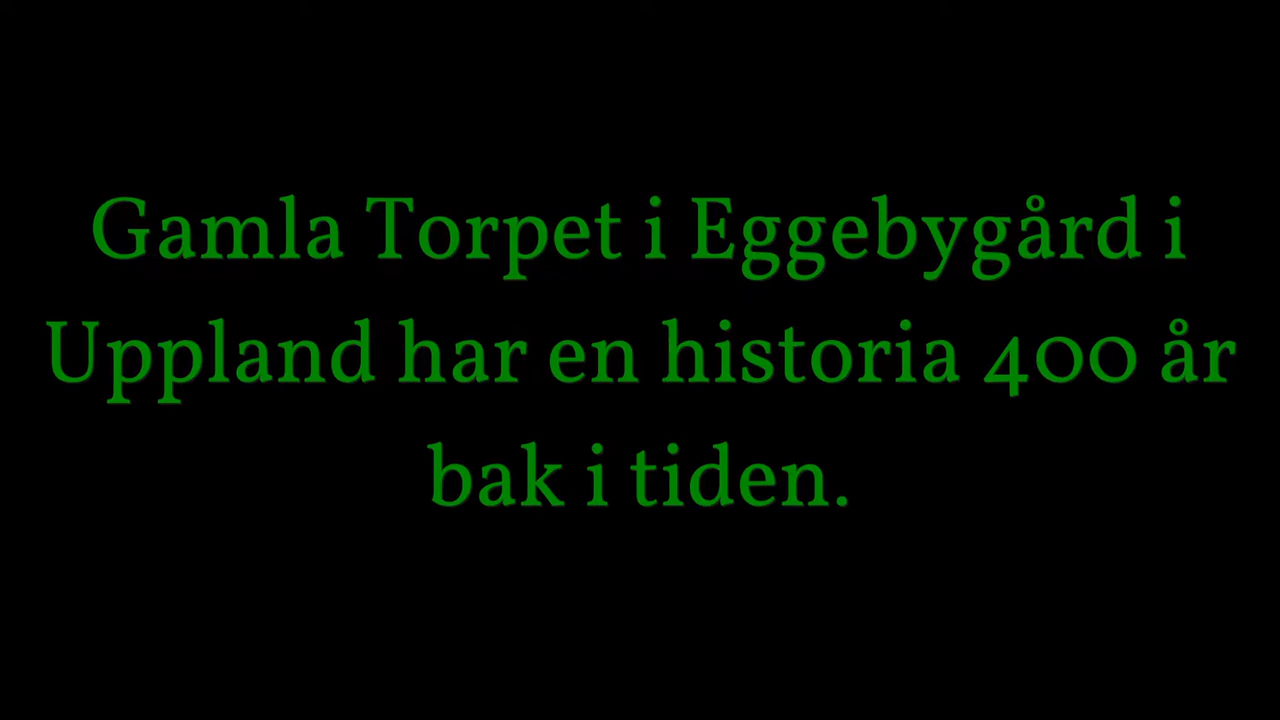 Gamla Torpet i Eggebygård i
Uppland har en historia 400 år
bak i tiden.